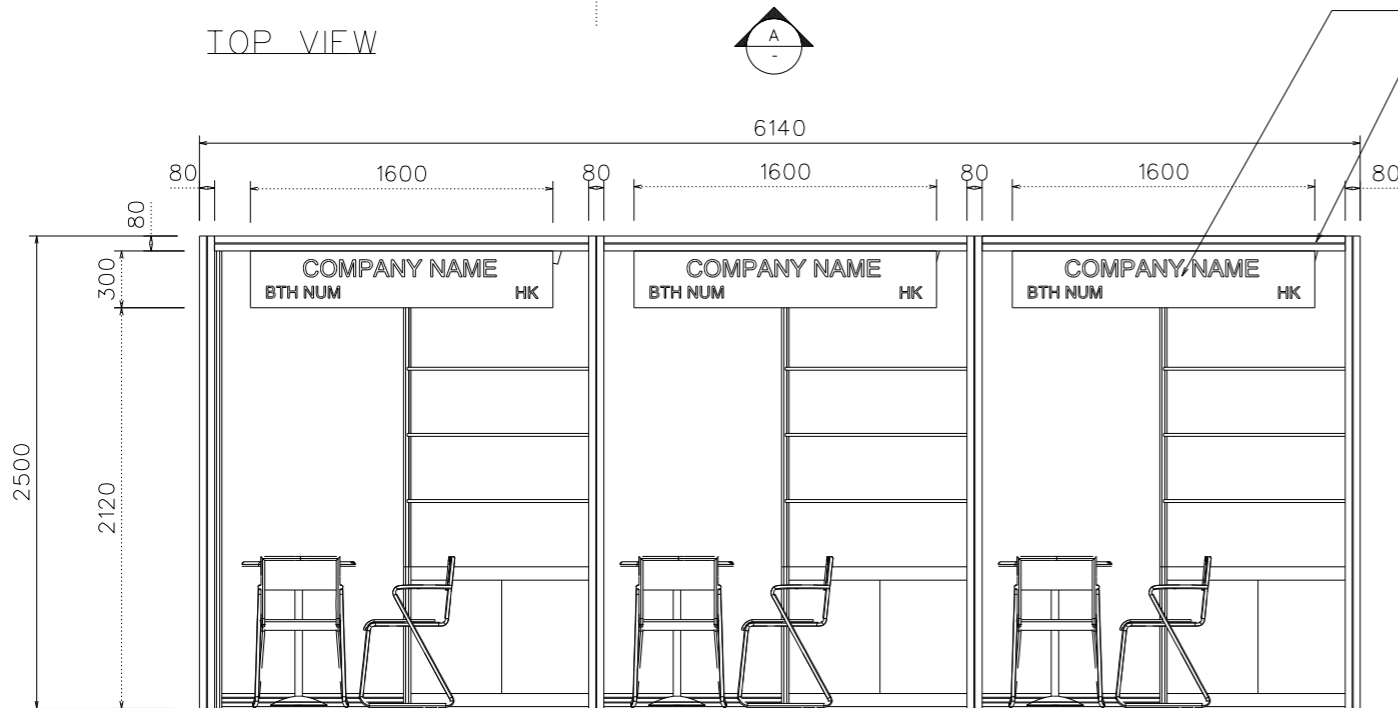 TOP VIEW
A
-
6140
80 1600 80 1600 80 1600 80
80
300
2500
2120
COMPANY NAME
BTH NUM HK
COMPANY NAME
BTH NUM HK
COMPANY NAME
BTH NUM HK